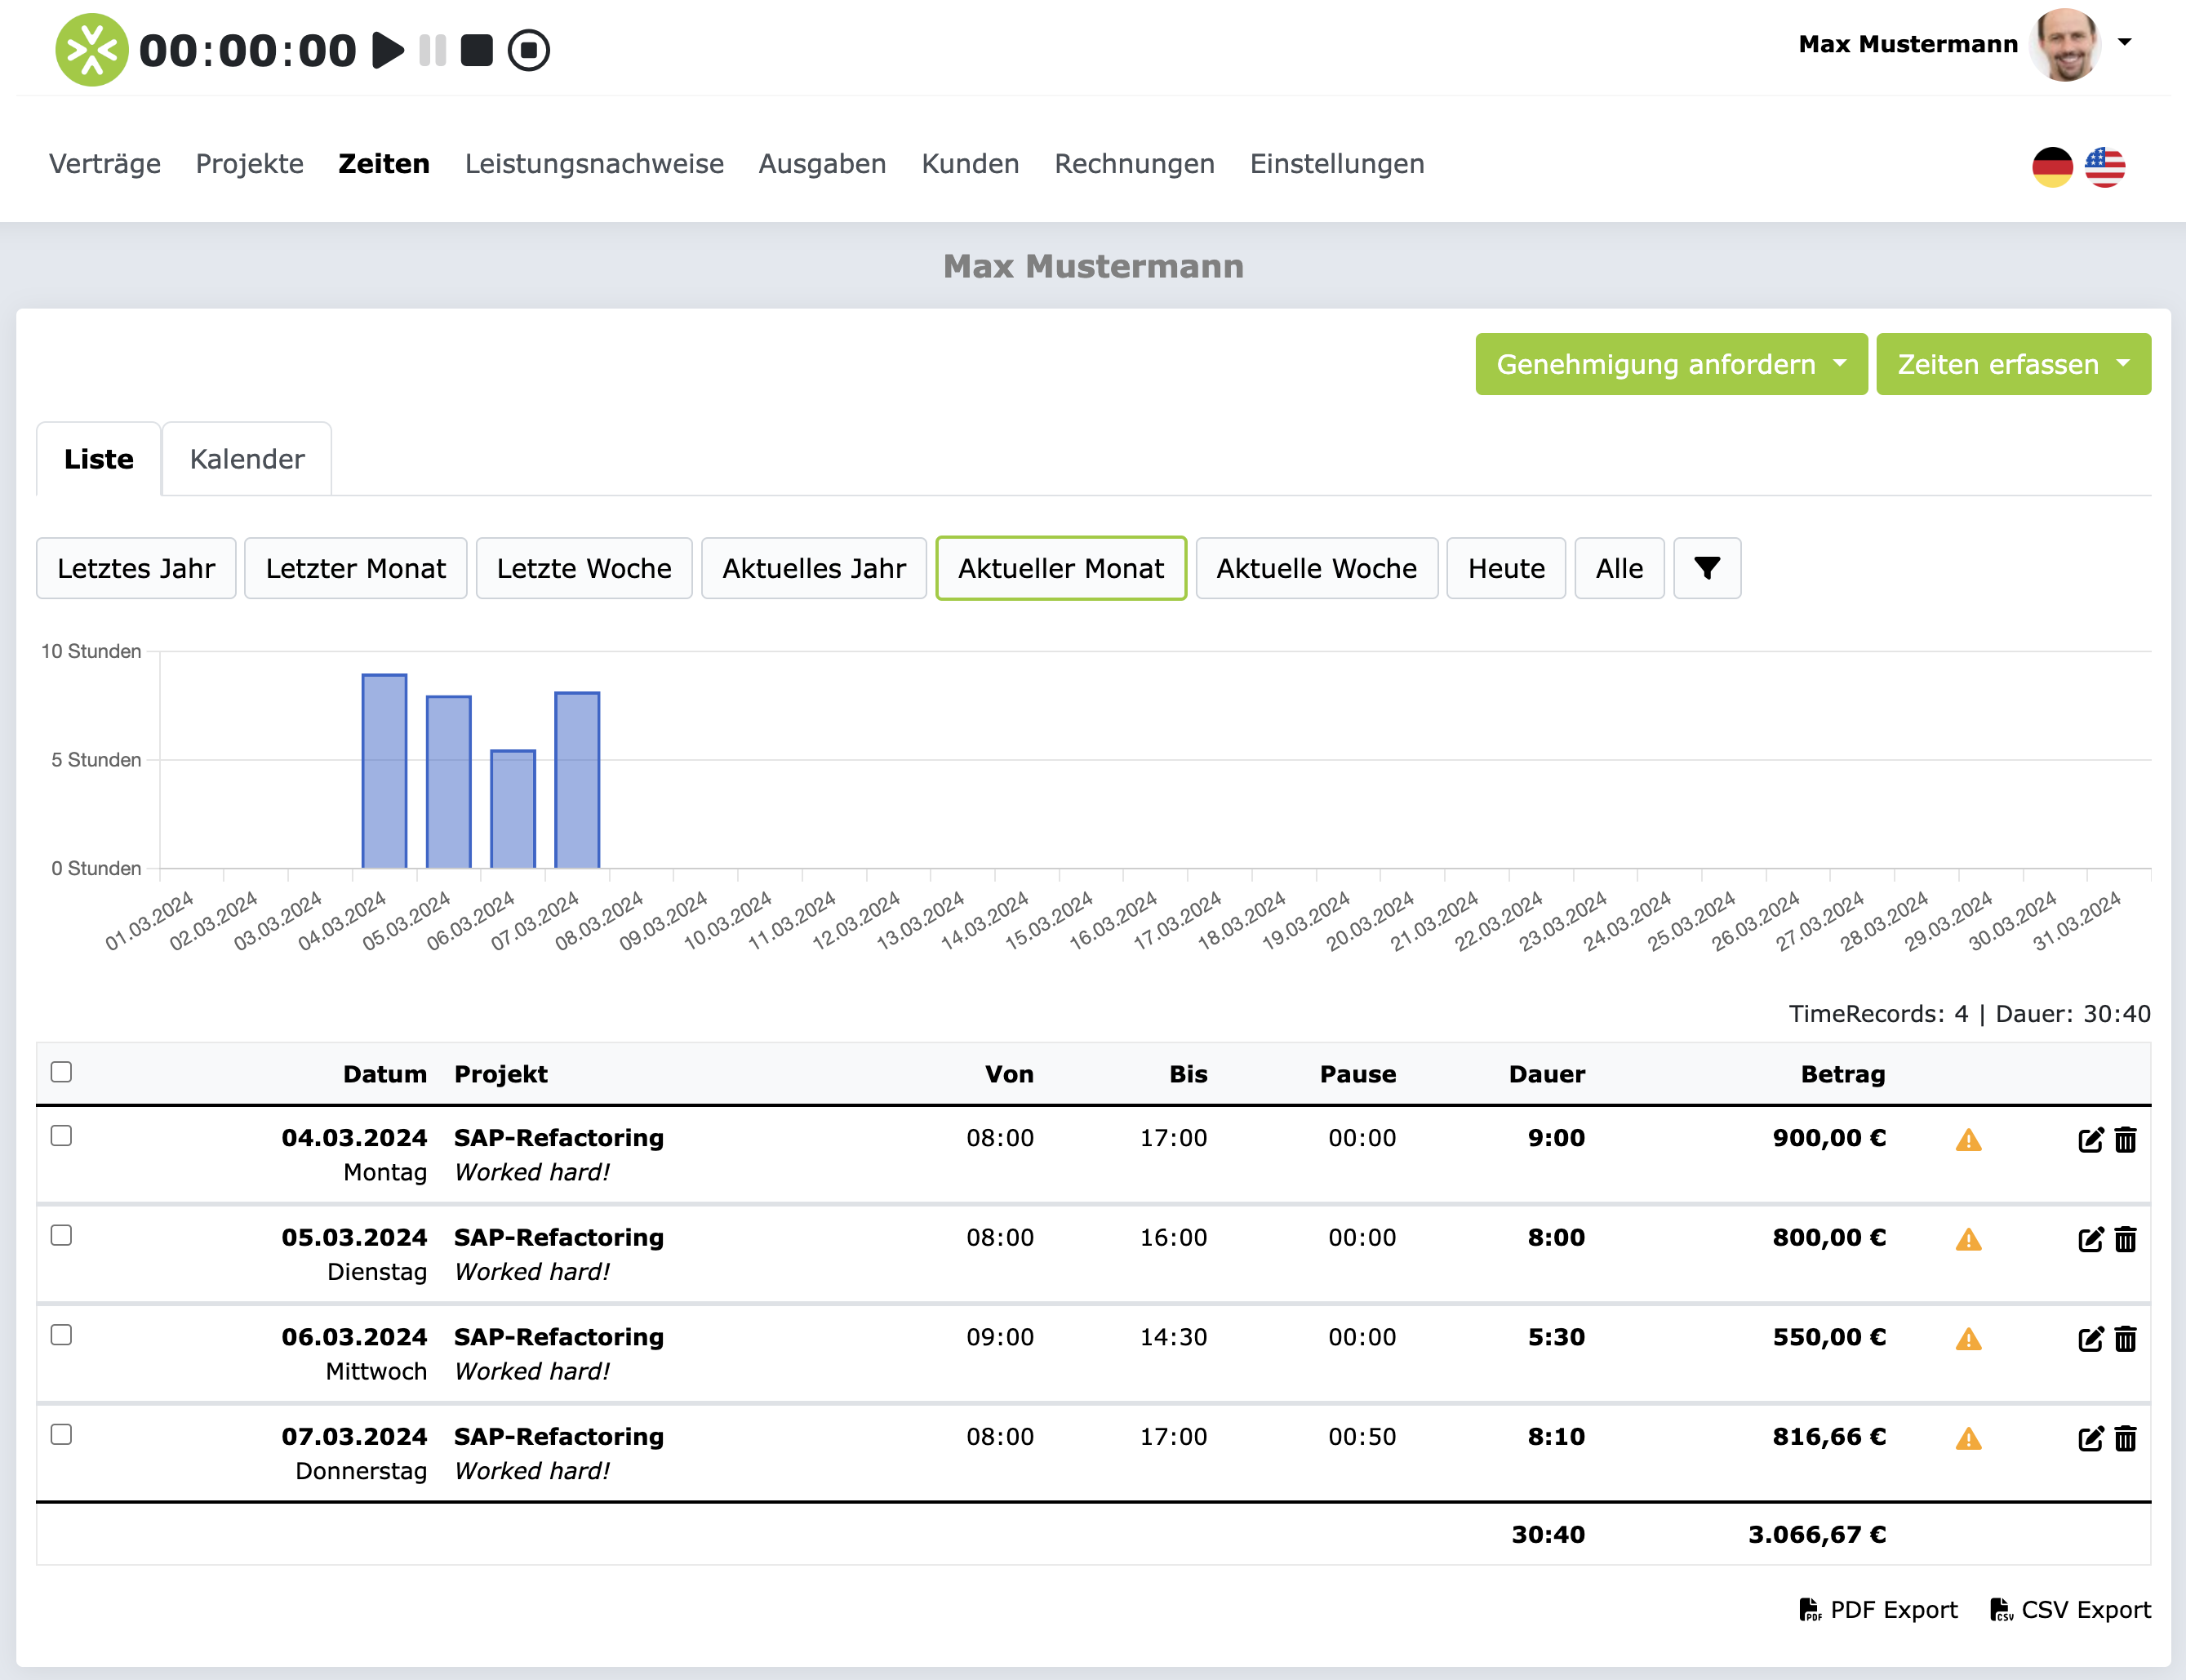 00:00:00
Max Mustermann
Verträge Projekte Zeiten Leistungsnachweise Ausgaben Kunden Rechnungen Einstellungen
Max Mustermann
Genehmigung anfordern Zeiten erfassen
Liste Kalender
Letztes Jahr Letzter Monat Letzte Woche Aktuelles Jahr Aktueller Monat Aktuelle Woche Heute Alle
10 Stunden
5 Stunden
0 Stunden
01.03.2024 02.03.2024 03.03.2024 04.03.2024 05.03.2024 06.03.2024 07.03.2024 08.03.2024 09.03.2024 10.03.2024 11.03.2024 12.03.2024 13.03.2024 14.03.2024 15.03.2024 16.03.2024 17.03.2024 18.03.2024 19.03.2024 20.03.2024 21.03.2024 22.03.2024 23.03.2024 24.03.2024 25.03.2024 26.03.2024 27.03.2024 28.03.2024 29.03.2024 30.03.2024 31.03.2024
TimeRecords: 4 | Dauer: 30:40
Datum Projekt Von Bis Pause Dauer Betrag
04.03.2024 SAP-Refactoring 08:00 17:00 00:00 9:00 900,00 €
Montag Worked hard!
05.03.2024 SAP-Refactoring 08:00 16:00 00:00 8:00 800,00 €
Dienstag Worked hard!
06.03.2024 SAP-Refactoring 09:00 14:30 00:00 5:30 550,00 €
Mittwoch Worked hard!
07.03.2024 SAP-Refactoring 08:00 17:00 00:50 8:10 816,66 €
Donnerstag Worked hard!
30:40 3.066,67 €
PDF PDF Export CSV CSV Export